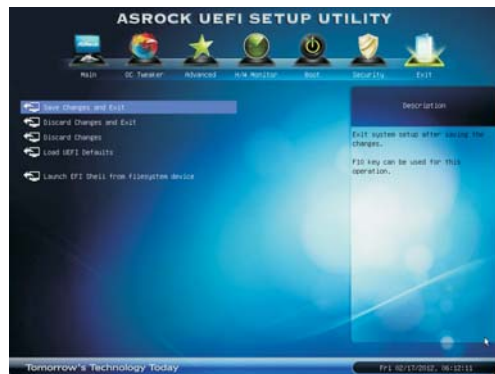 ASROCK UEFI SETUP UTILITY
Main OC Tweaker Advanced H/W Monitor Boot Security Exit
Save Changes and Exit
Discard Changes and Exit
Discard Changes
Load UEFI Defaults
Launch EFI Shell from filesystem device
Description
Exit system setup after saving the
changes.
F10 key can be used for this
operation.
Tomorrow's Technology Today
Fri 02/17/2012, 06:12:11